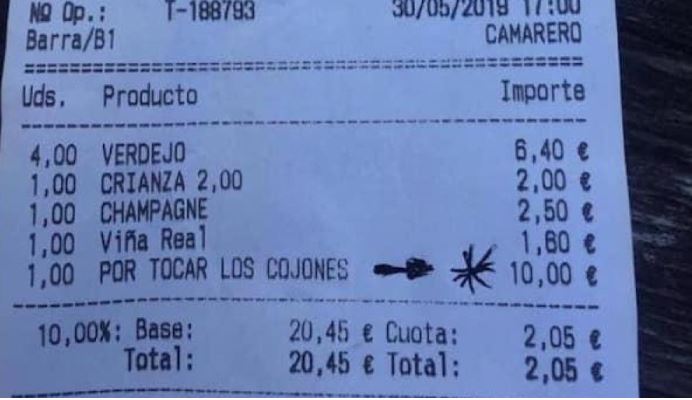 Nº Op.: T-188793 30/05/2019 17:00
Barra/B1 CAMARERO
Uds. Producto Importe
4,00 VERDEJO 6,40 €
1,00 CRIANZA 2,00 2,00 €
1,00 CHAMPAGNE 2,50 €
1,00 Viña Real 1,60 €
1,00 POR TOCAR LOS COJONES 10,00 €
10,00%: Base: 20,45 € Cuota: 2,05 €
Total: 20,45 € Total: 2,05 €